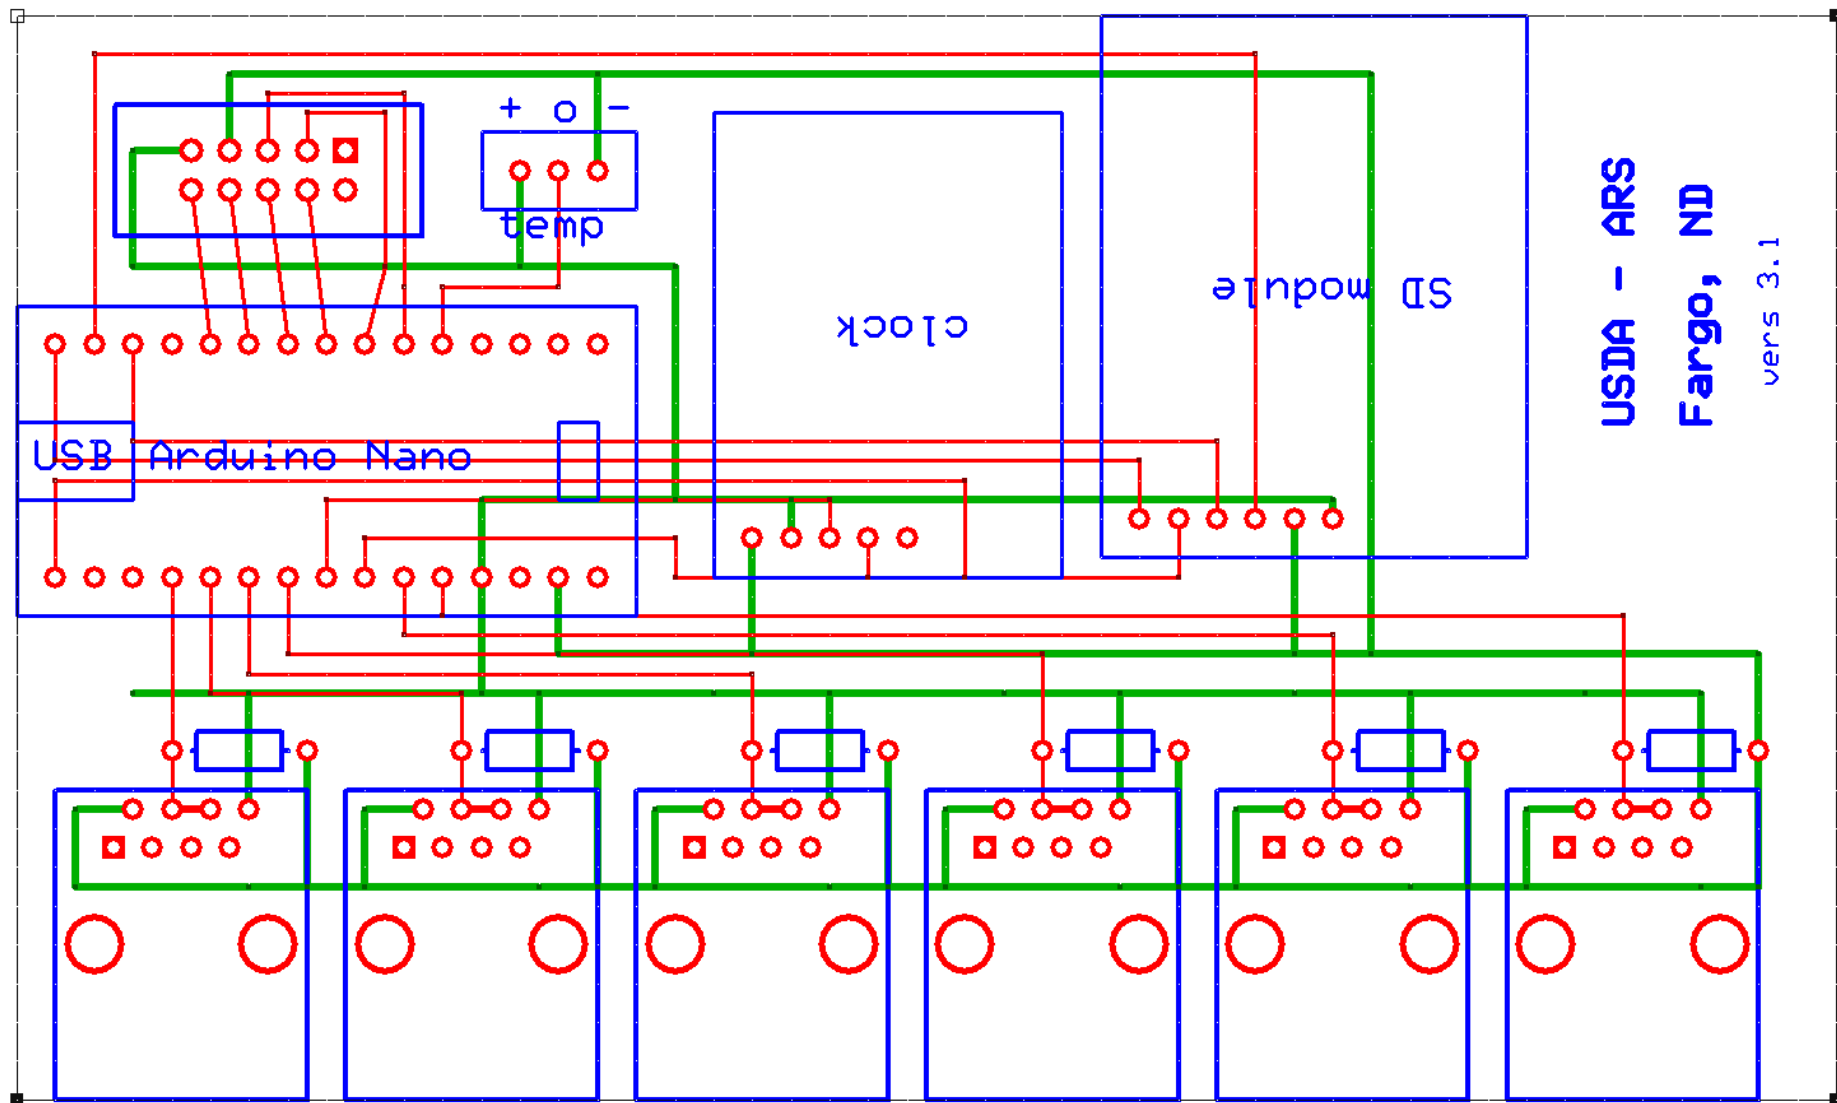 + o -
temp
clock
SD module
USB Arduino Nano
USDA - ARS
Fargo, ND
vers 3.1